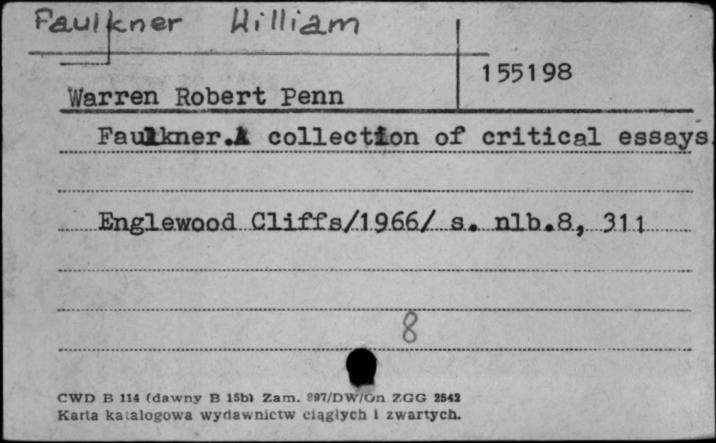 Faulkner William
155198
Warren Robert Penn
Faulkner.A collection of critical essays.
Englewood Cliffs/1966/ s. nlb.8, 311
8
CWD B 114 (dawny B 15b) Zam. 897/DW/Gn ZGG 2542
Karta katalogowa wydawnictw ciągłych i zwartych.